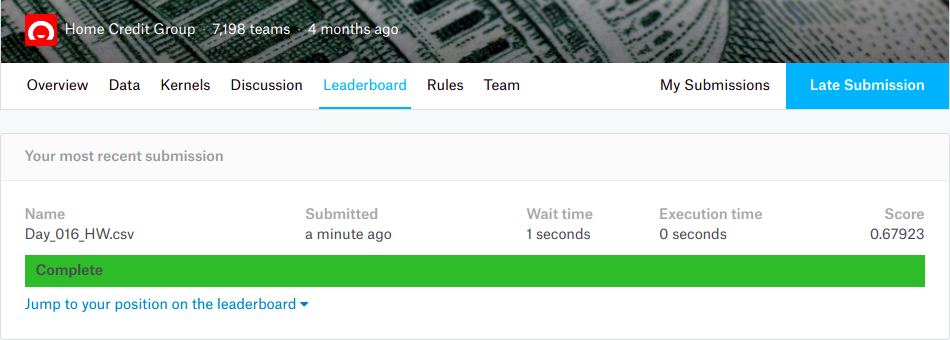 Home Credit Group · 7,198 teams · 4 months ago
Overview Data Kernels Discussion Leaderboard Rules Team My Submissions Late Submission
Your most recent submission
Name Submitted Wait time Execution time Score
Day_016_HW.csv a minute ago 1 seconds 0 seconds 0.67923
Complete
Jump to your position on the leaderboard